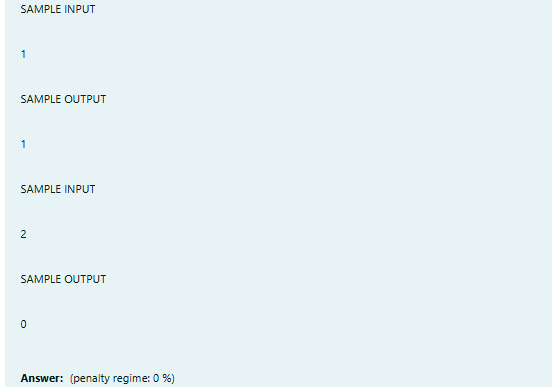 SAMPLE INPUT
1
SAMPLE OUTPUT
1
SAMPLE INPUT
2
SAMPLE OUTPUT
0
Answer: (penalty regime: 0 %)